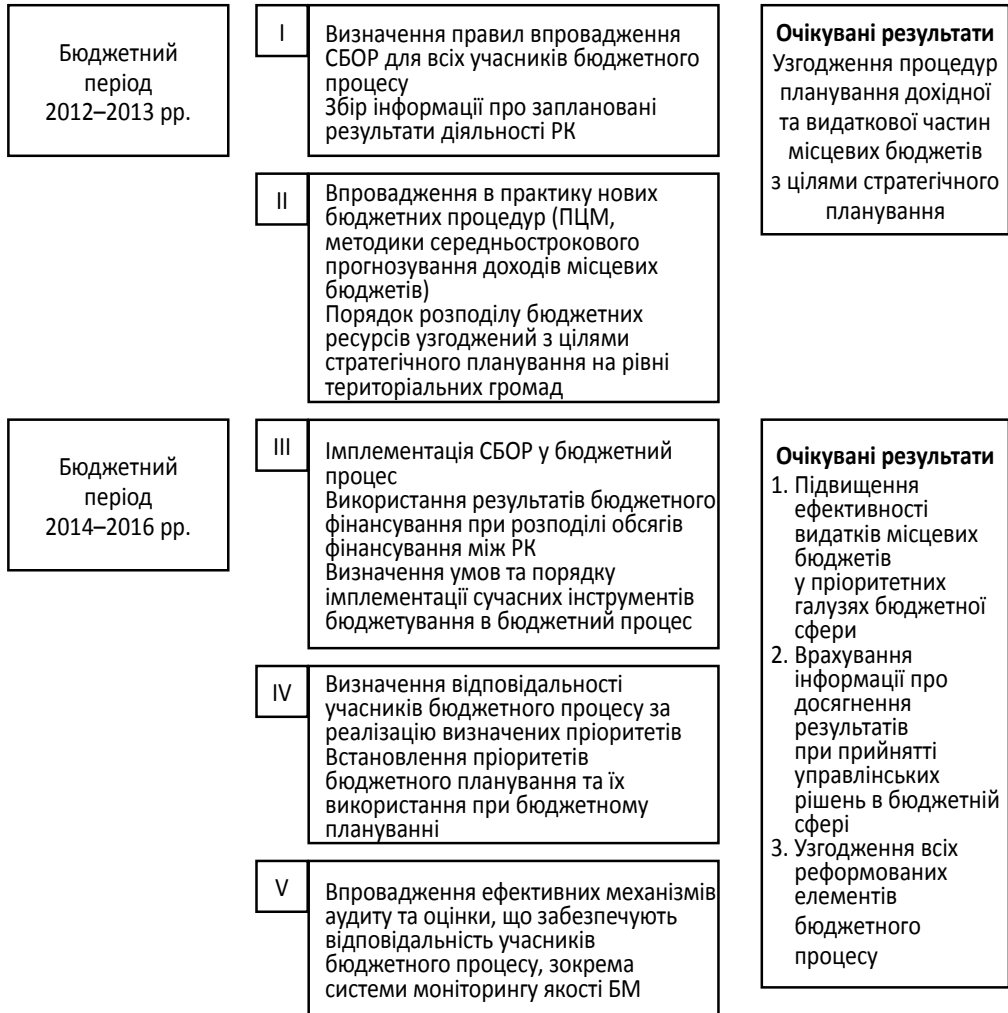 Бюджетний
період
2012–2013 рр.
I
Визначення правил впровадження
СБОР для всіх учасників бюджетного
процесу
Збір інформації про заплановані
результати діяльності РК
Очікувані результати
Узгодження процедур
планування дохідної
та видаткової частин
місцевих бюджетів
з цілями стратегічного
планування
II
Впровадження в практику нових
бюджетних процедур (ПЦМ,
методики середньострокового
прогнозування доходів місцевих
бюджетів)
Порядок розподілу бюджетних
ресурсів узгоджений з цілями
стратегічного планування на рівні
територіальних громад
Бюджетний
період
2014–2016 рр.
III
Імплементація СБОР у бюджетний
процес
Використання результатів бюджетного
фінансування при розподілі обсягів
фінансування між РК
Визначення умов та порядку
імплементації сучасних інструментів
бюджетування в бюджетний процес
Очікувані результати
1. Підвищення
ефективності
видатків місцевих
бюджетів
у пріоритетних
галузях бюджетної
сфери
2. Врахування
інформації про
досягнення
результатів
при прийнятті
управлінських
рішень в бюджетній
сфері
3. Узгодження всіх
реформованих
елементів
бюджетного
процесу
IV
Визначення відповідальності
учасників бюджетного процесу за
реалізацію визначених пріоритетів
Встановлення пріоритетів
бюджетного планування та їх
використання при бюджетному
плануванні
V
Впровадження ефективних механізмів
аудиту та оцінки, що забезпечують
відповідальність учасників
бюджетного процесу, зокрема
системи моніторингу якості БМ